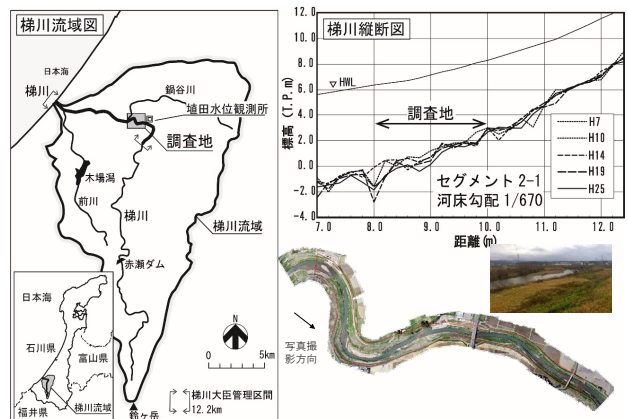 梯川流域図
日本海
梯川
鍋谷川
埴田水位観測所
調査地
木場潟
前川
梯川
梯川流域
赤瀬ダム
日本海
石川県
富山県
福井県
梯川流域
N
0 5km
鈴ヶ岳
梯川大臣管理区間
12.2km
梯川縦断図
標高(T.P.m)
12.0
10.0
8.0
6.0
4.0
2.0
0.0
-2.0
-4.0
▽ HWL
調査地
H7
H10
H14
H19
H25
セグメント2-1
河床勾配1/670
7.0 8.0 9.0 10.0 11.0 12.0
距離(m)
写真撮
影方向